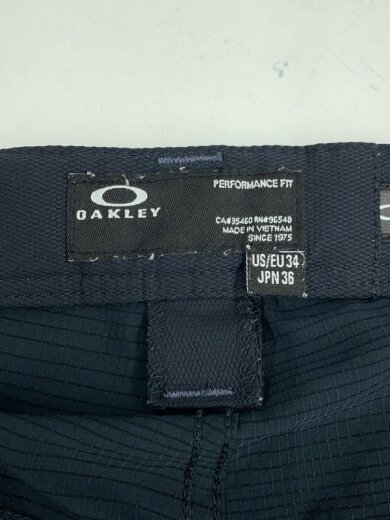 OAKLEY
PERFORMANCE FIT
CA#35460 RN#96548
MADE IN VIETNAM
SINCE 1975
US/EU 34
JPN 36